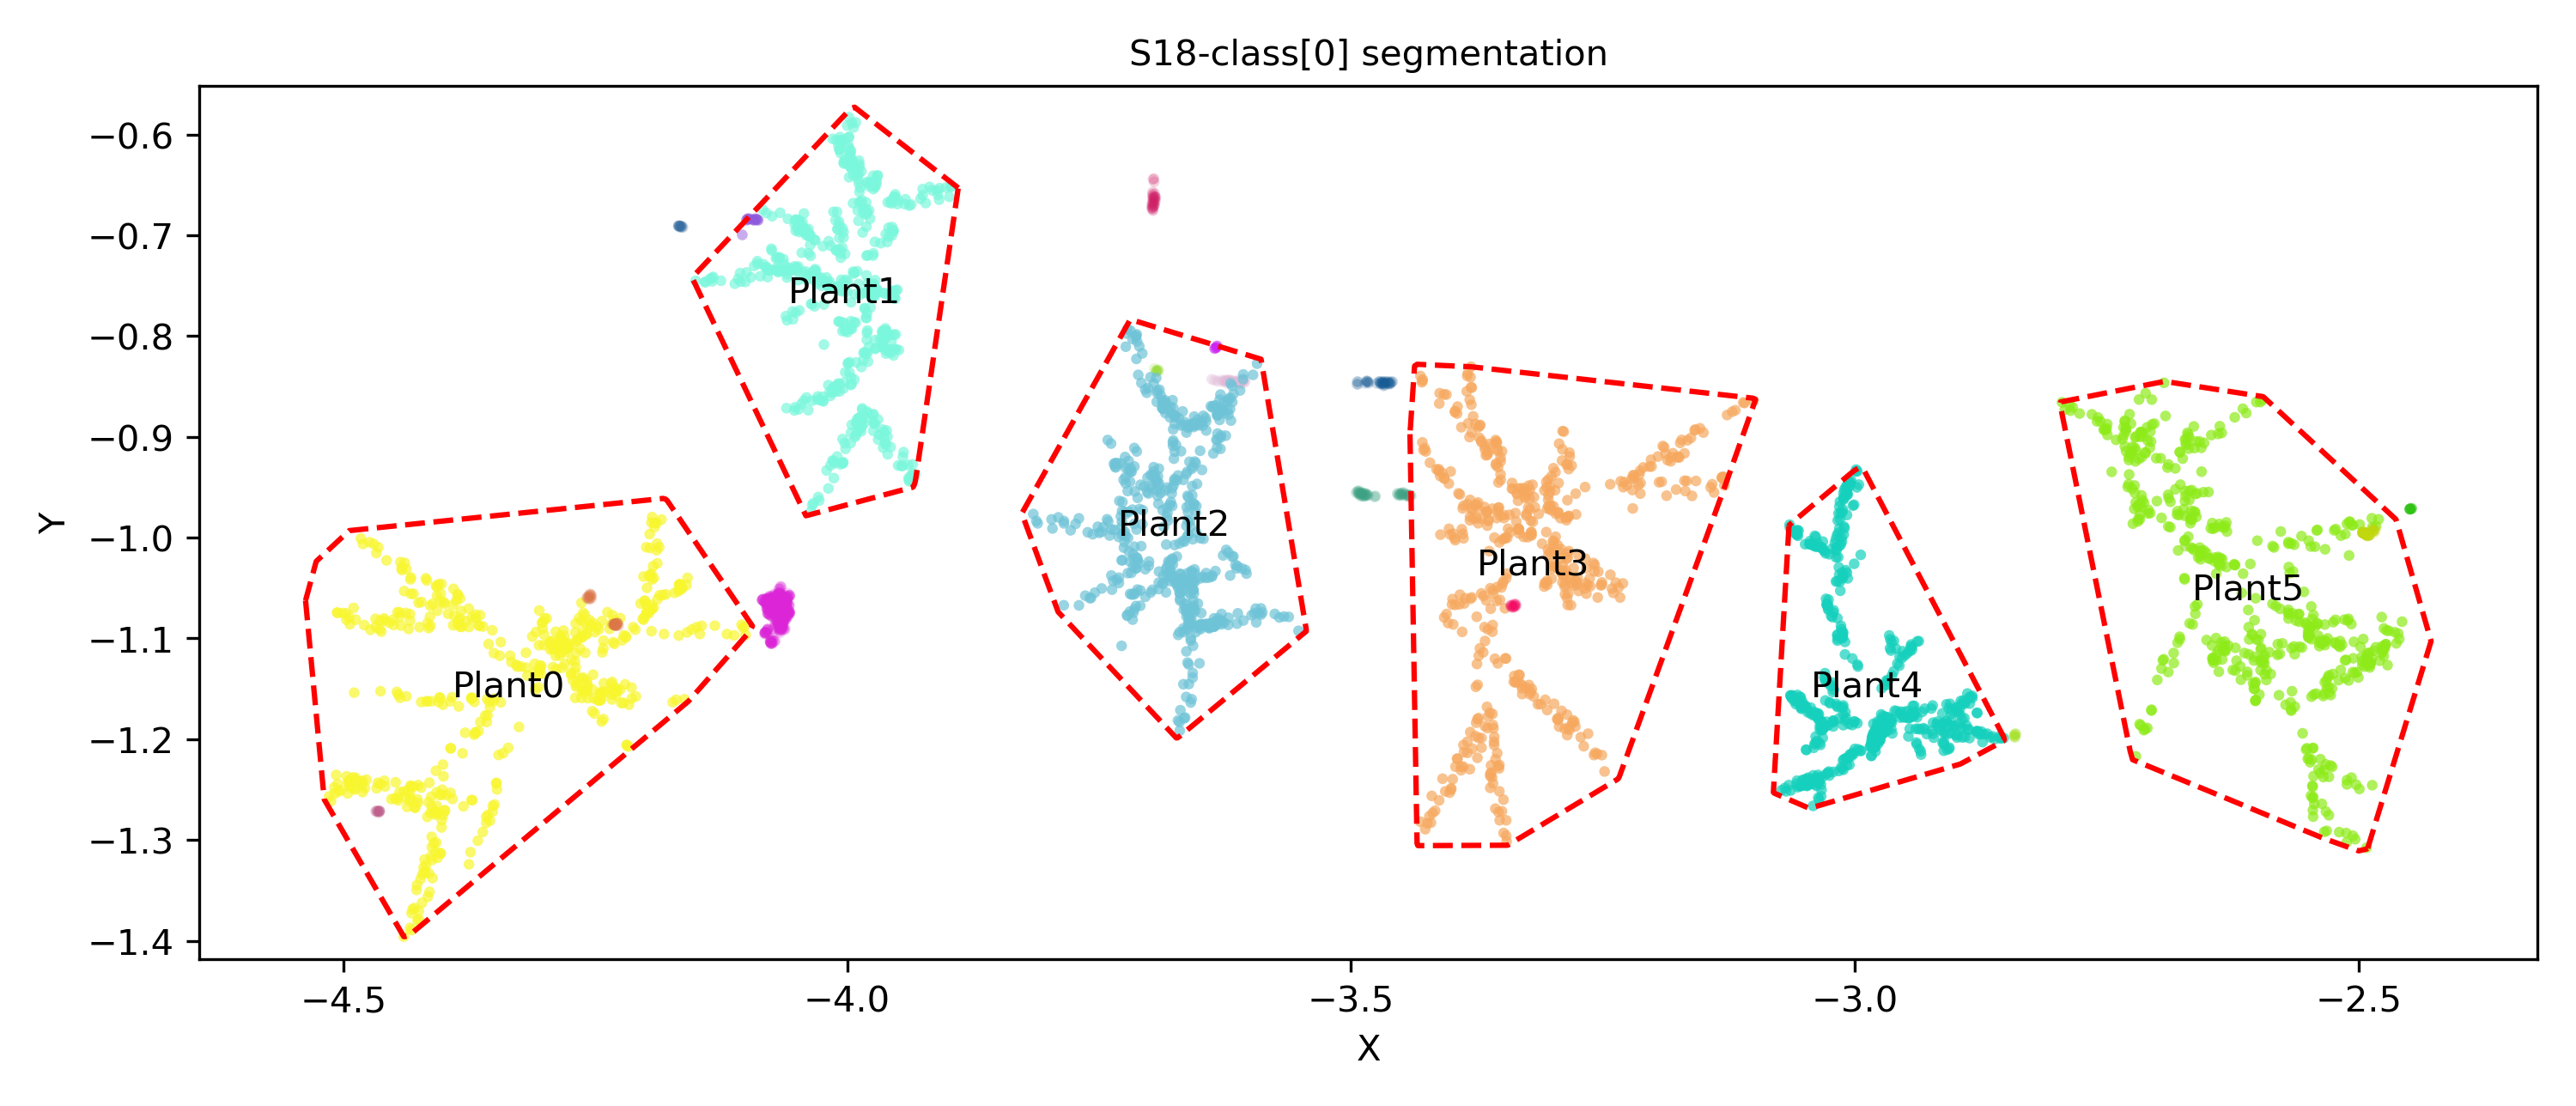 S18-class[0] segmentation
Y
−0.6
−0.7
−0.8
−0.9
−1.0
−1.1
−1.2
−1.3
−1.4
Plant1
Plant2
Plant3
Plant5
Plant0
Plant4
−4.5
−4.0
−3.5
−3.0
−2.5
X